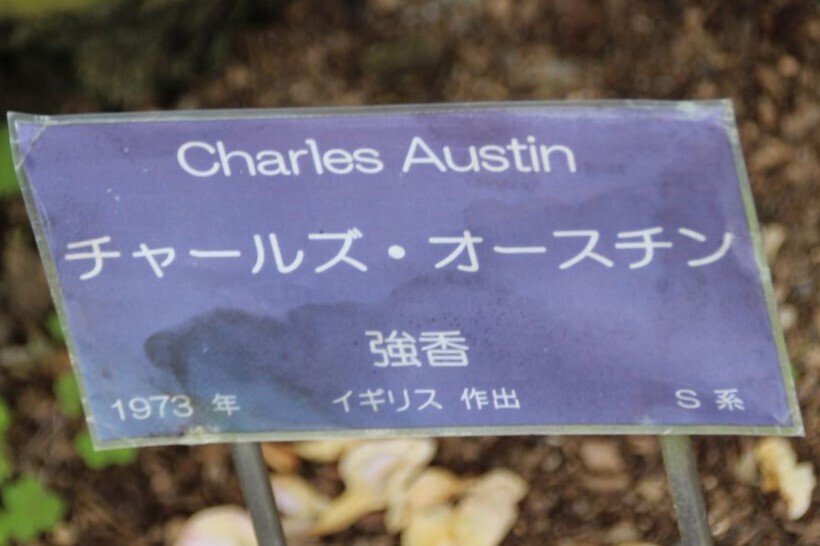 Charles Austin
チャールズ・オースチン
強香
1973 年 イギリス 作出 S 系